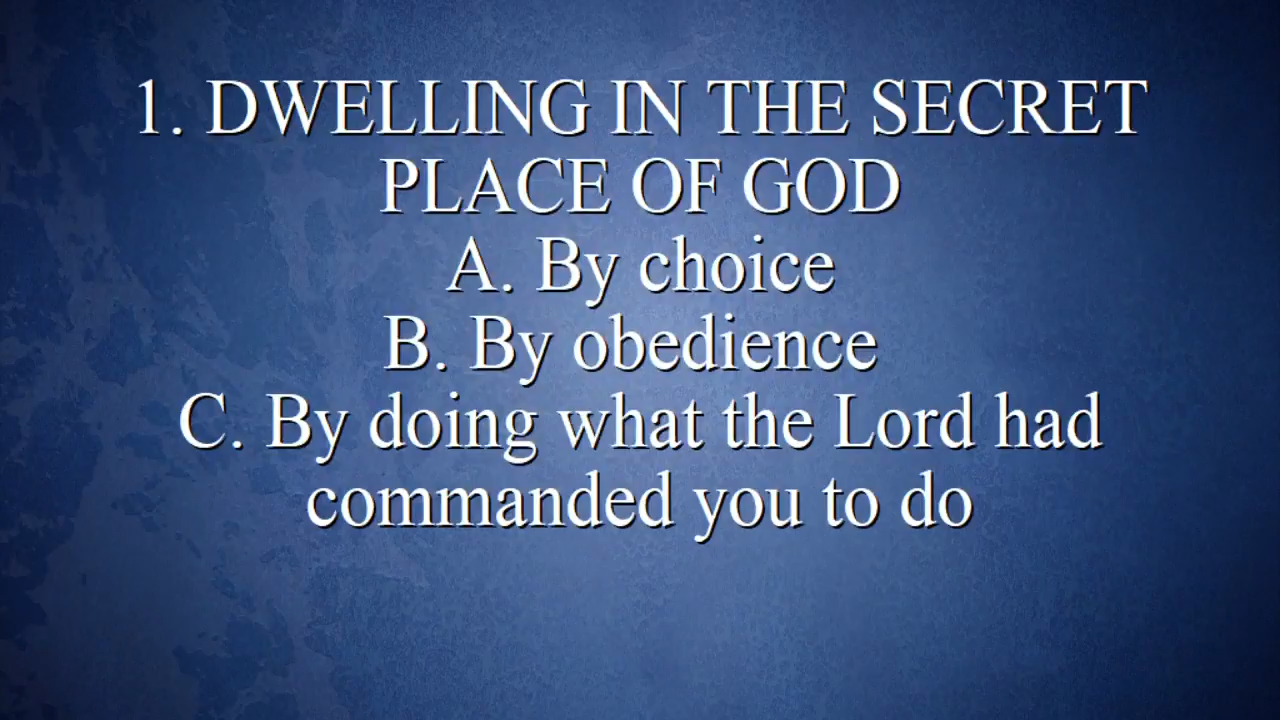 1. DWELLING IN THE SECRET
PLACE OF GOD
A. By choice
B. By obedience
C. By doing what the Lord had
commanded you to do